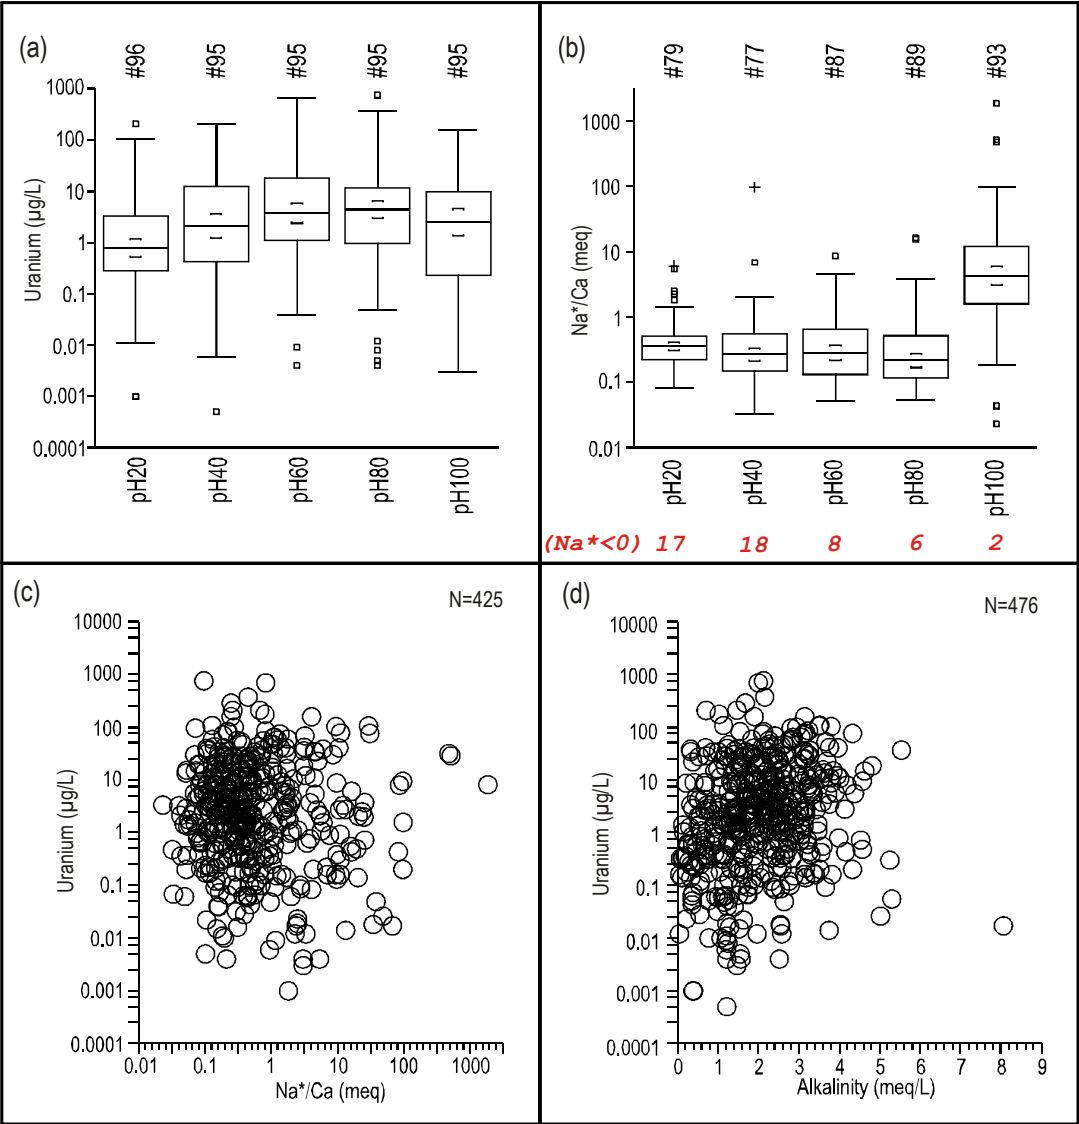 (a)
#96 #95 #95 #95 #95
Uranium (µg/L)
1000
100
10
1
0.1
0.01
0.001
0.0001
pH20 pH40 pH60 pH80 pH100
(b)
#79 #77 #87 #89 #93
Na*/Ca (meq)
1000
100
10
1
0.1
0.01
pH20 pH40 pH60 pH80 pH100
(Na*<0) 17 18 8 6 2
(c)
N=425
Uranium (µg/L)
10000
1000
100
10
1
0.1
0.01
0.001
0.0001
0.01 0.1 1 10 100 1000
Na*/Ca (meq)
(d)
N=476
Uranium (µg/L)
10000
1000
100
10
1
0.1
0.01
0.001
0.0001
0 1 2 3 4 5 6 7 8 9
Alkalinity (meq/L)